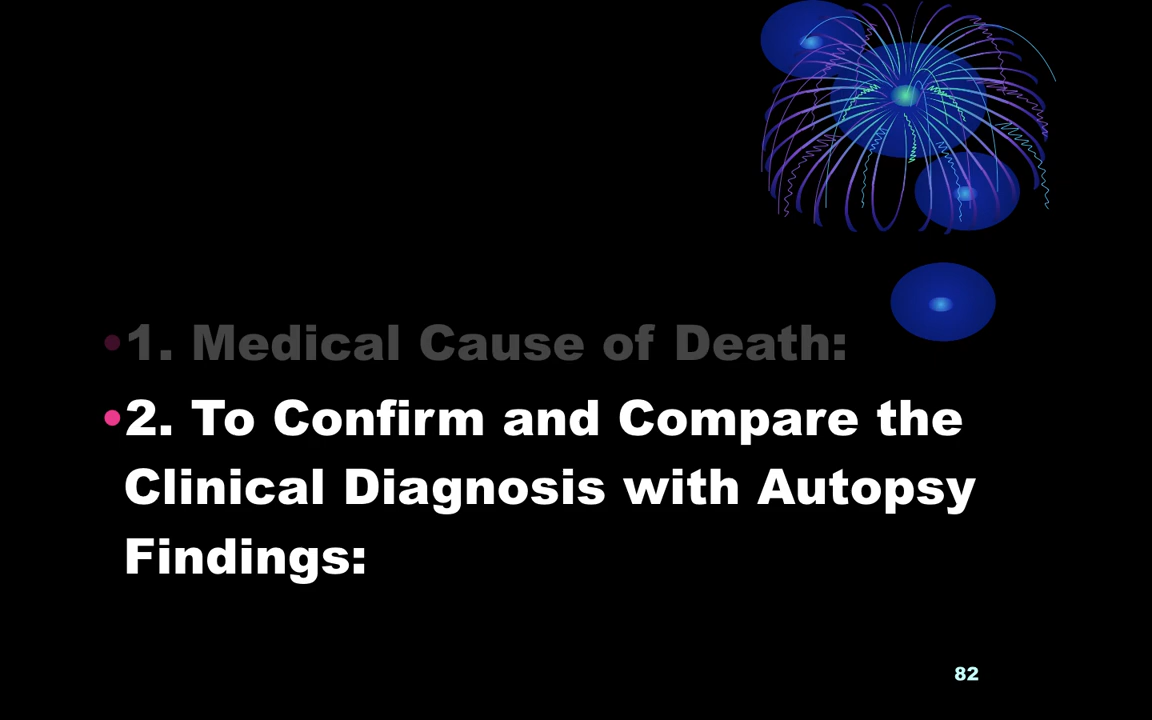 •1. Medical Cause of Death:
•2. To Confirm and Compare the
Clinical Diagnosis with Autopsy
Findings:
82